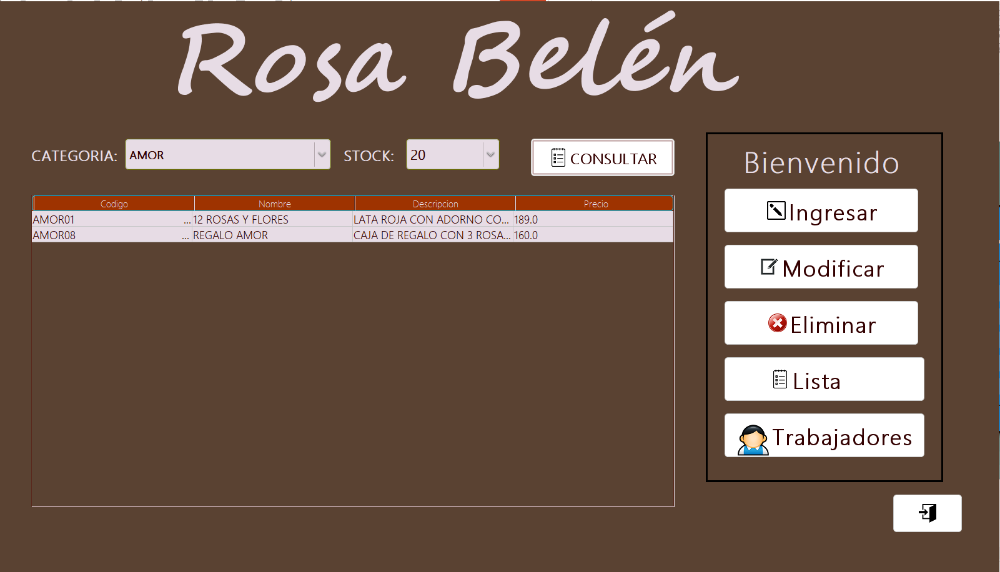 Rosa Belén
CATEGORIA: AMOR STOCK: 20 CONSULTAR
Codigo Nombre Descripcion Precio
AMOR01 ... 12 ROSAS Y FLORES LATA ROJA CON ADORNO CO... 189.0
AMOR08 ... REGALO AMOR CAJA DE REGALO CON 3 ROSA... 160.0
Bienvenido
Ingresar
Modificar
Eliminar
Lista
Trabajadores